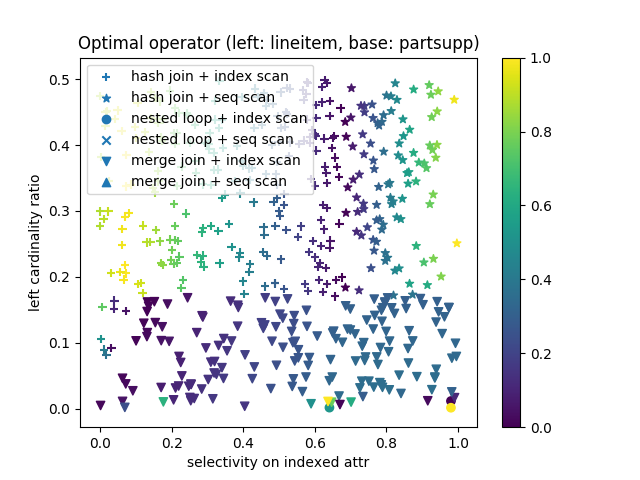 Optimal operator (left: lineitem, base: partsupp)
hash join + index scan
hash join + seq scan
nested loop + index scan
nested loop + seq scan
merge join + index scan
merge join + seq scan
left cardinality ratio
0.5
0.4
0.3
0.2
0.1
0.0
0.0 0.2 0.4 0.6 0.8 1.0
selectivity on indexed attr
1.0
0.8
0.6
0.4
0.2
0.0